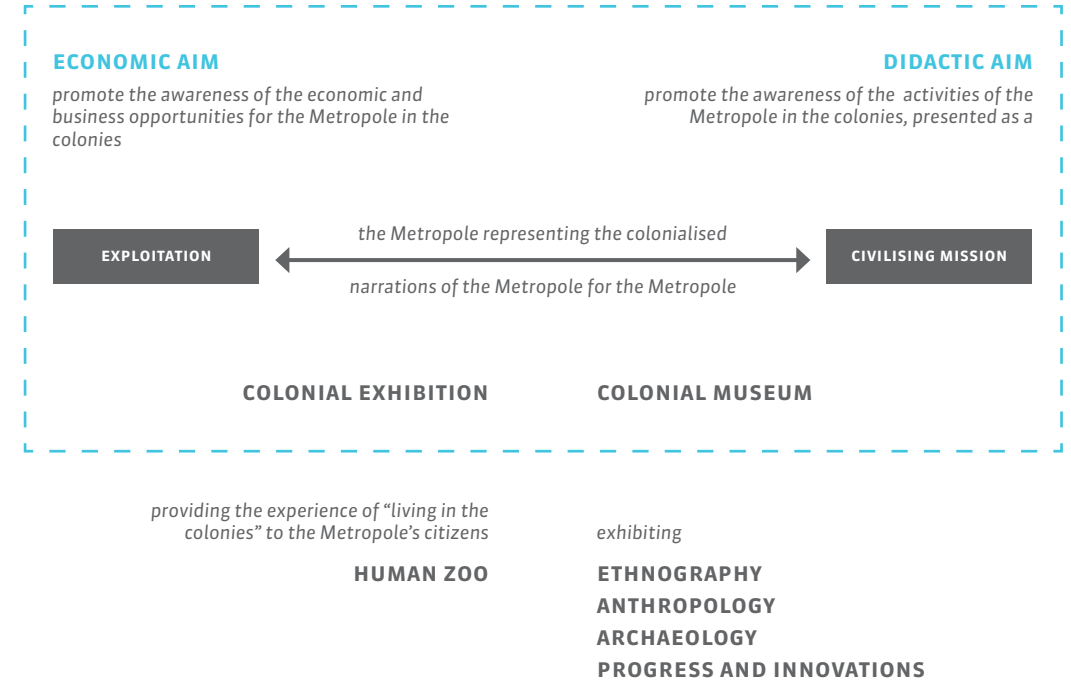 ECONOMIC AIM
promote the awareness of the economic and
business opportunities for the Metropole in the
colonies
DIDACTIC AIM
promote the awareness of the activities of the
Metropole in the colonies, presented as a
EXPLOITATION
the Metropole representing the colonialised
narrations of the Metropole for the Metropole
CIVILISING MISSION
COLONIAL EXHIBITION
COLONIAL MUSEUM
providing the experience of “living in the
colonies” to the Metropole’s citizens
HUMAN ZOO
exhibiting
ETHNOGRAPHY
ANTHROPOLOGY
ARCHAEOLOGY
PROGRESS AND INNOVATIONS